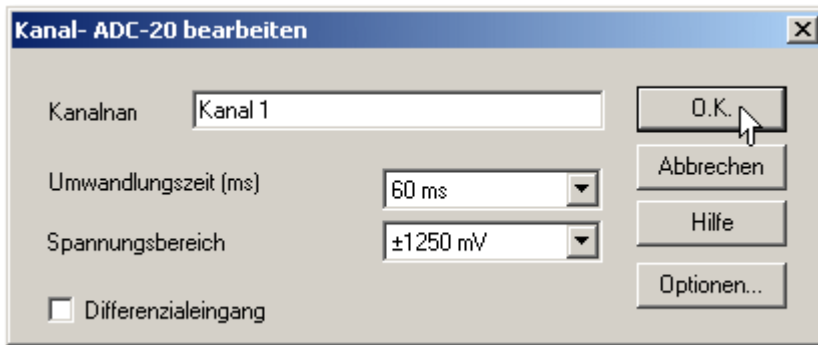 Kanal- ADC-20 bearbeiten
Kanalnan
Kanal 1
O.K.
Umwandlungszeit (ms)
60 ms
Abbrechen
Spannungsbereich
±1250 mV
Hilfe
Differenzialeingang
Optionen...